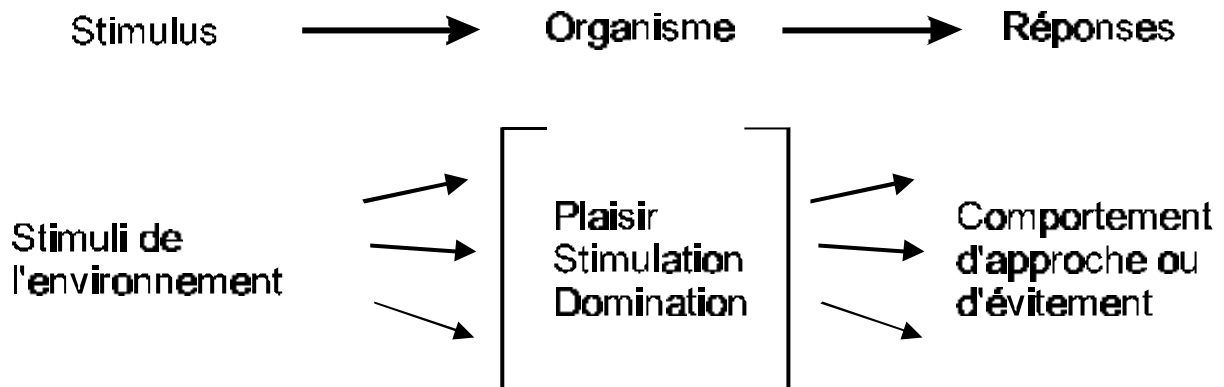 Stimulus Organisme Réponses
Stimuli de
l'environnement
Plaisir
Stimulation
Domination
Comportement
d'approche ou
d'évitement